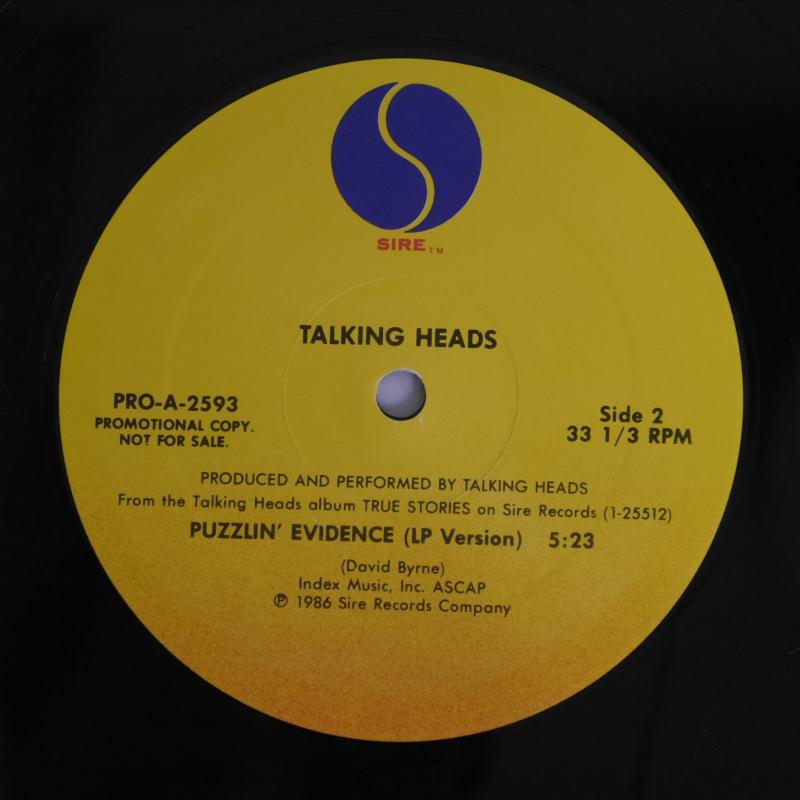 SIRE™
TALKING HEADS
PRO-A-2593
PROMOTIONAL COPY.
NOT FOR SALE.
Side 2
33 1/3 RPM
PRODUCED AND PERFORMED BY TALKING HEADS
From the Talking Heads album TRUE STORIES on Sire Records (1-25512)
PUZZLIN' EVIDENCE (LP Version) 5:23
(David Byrne)
Index Music, Inc. ASCAP
℗ 1986 Sire Records Company